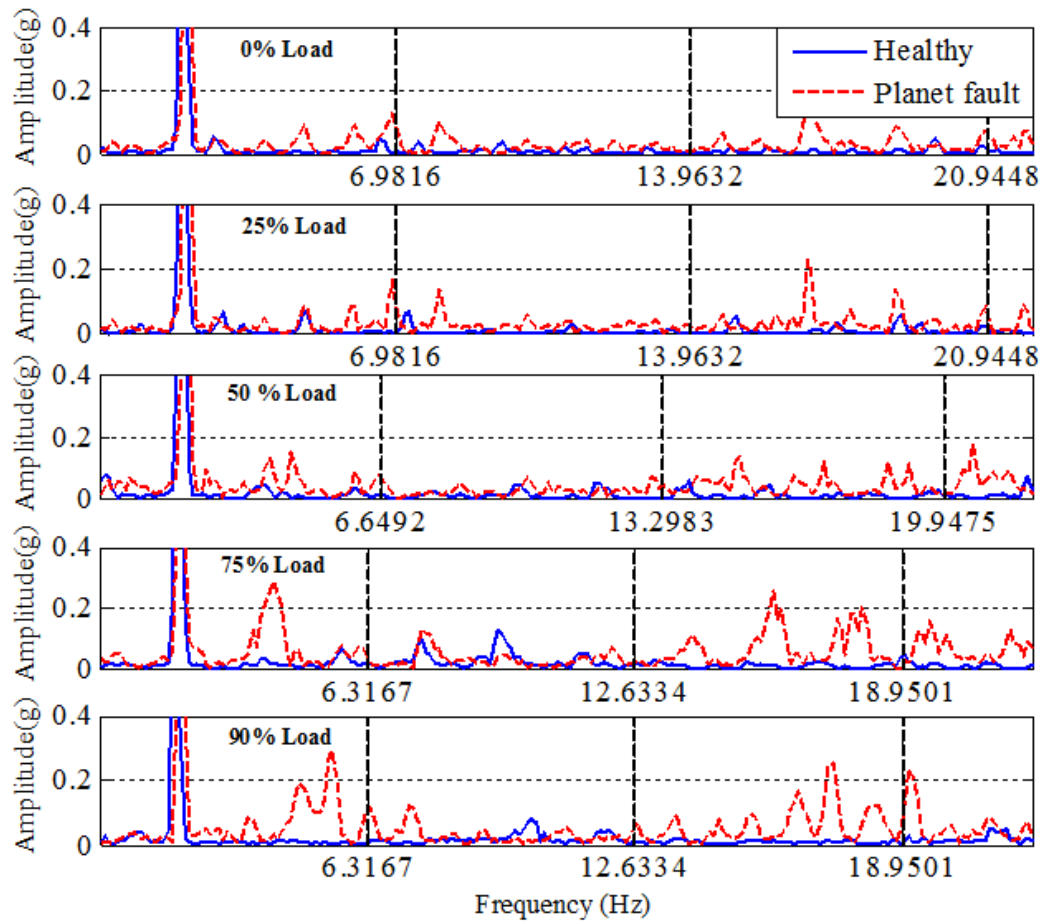 Amplitude(g)
0.4
0.2
0
0% Load
Healthy
Planet fault
6.9816 13.9632 20.9448
Amplitude(g)
0.4
0.2
0
25% Load
6.9816 13.9632 20.9448
Amplitude(g)
0.4
0.2
0
50 % Load
6.6492 13.2983 19.9475
Amplitude(g)
0.4
0.2
0
75% Load
6.3167 12.6334 18.9501
Amplitude(g)
0.4
0.2
0
90% Load
6.3167 12.6334 18.9501
Frequency (Hz)